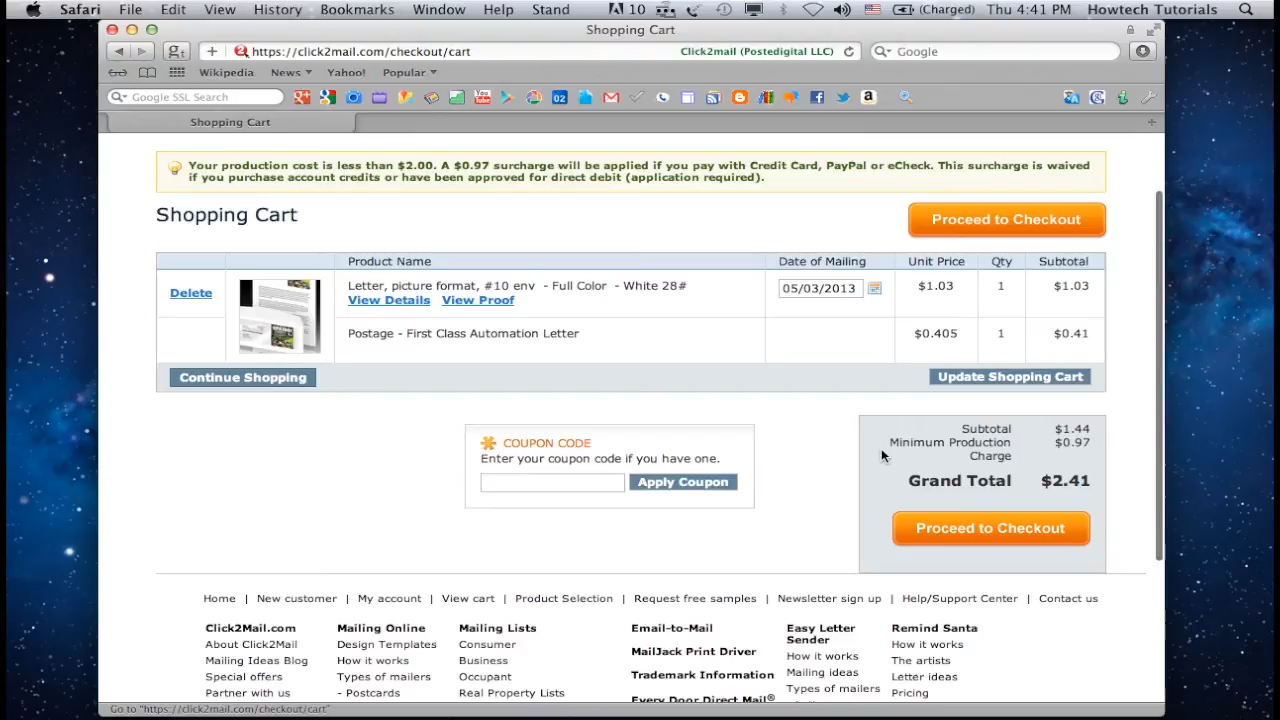 Safari File Edit View History Bookmarks Window Help Stand 10 (Charged) Thu 4:41 PM Howtech Tutorials
Shopping Cart
https://click2mail.com/checkout/cart Click2mail (Postedigital LLC) Google
Wikipedia News Yahoo! Popular
Google SSL Search
Shopping Cart
Your production cost is less than $2.00. A $0.97 surcharge will be applied if you pay with Credit Card, PayPal or eCheck. This surcharge is waived
if you purchase account credits or have been approved for direct debit (application required).
Shopping Cart
Proceed to Checkout
Product Name Date of Mailing Unit Price Qty Subtotal
Delete Letter, picture format, #10 env - Full Color - White 28# 05/03/2013 $1.03 1 $1.03
View Details View Proof
Postage - First Class Automation Letter $0.405 1 $0.41
Continue Shopping Update Shopping Cart
COUPON CODE
Enter your coupon code if you have one.
Apply Coupon
Subtotal $1.44
Minimum Production $0.97
Charge
Grand Total $2.41
Proceed to Checkout
Home | New customer | My account | View cart | Product Selection | Request free samples | Newsletter sign up | Help/Support Center | Contact us
Click2Mail.com
About Click2Mail
Mailing Ideas Blog
Special offers
Partner with us
Mailing Online
Design Templates
How it works
Types of mailers
- Postcards
Mailing Lists
Consumer
Business
Occupant
Real Property Lists
Email-to-Mail
MailJack Print Driver
Trademark Information
Every Door Direct Mail®
Easy Letter
Sender
How it works
Mailing ideas
Types of mailers
Remind Santa
How it works
The artists
Letter ideas
Pricing
Go to "https://click2mail.com/checkout/cart"